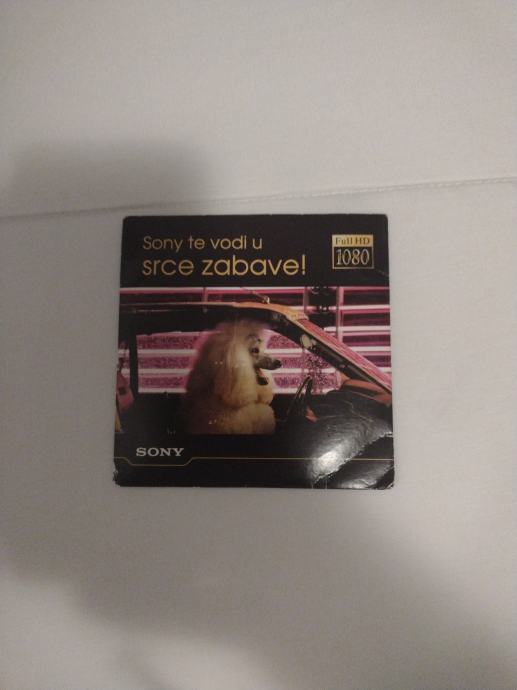 Sony te vodi u
srce zabave!
Full HD
1080
SONY